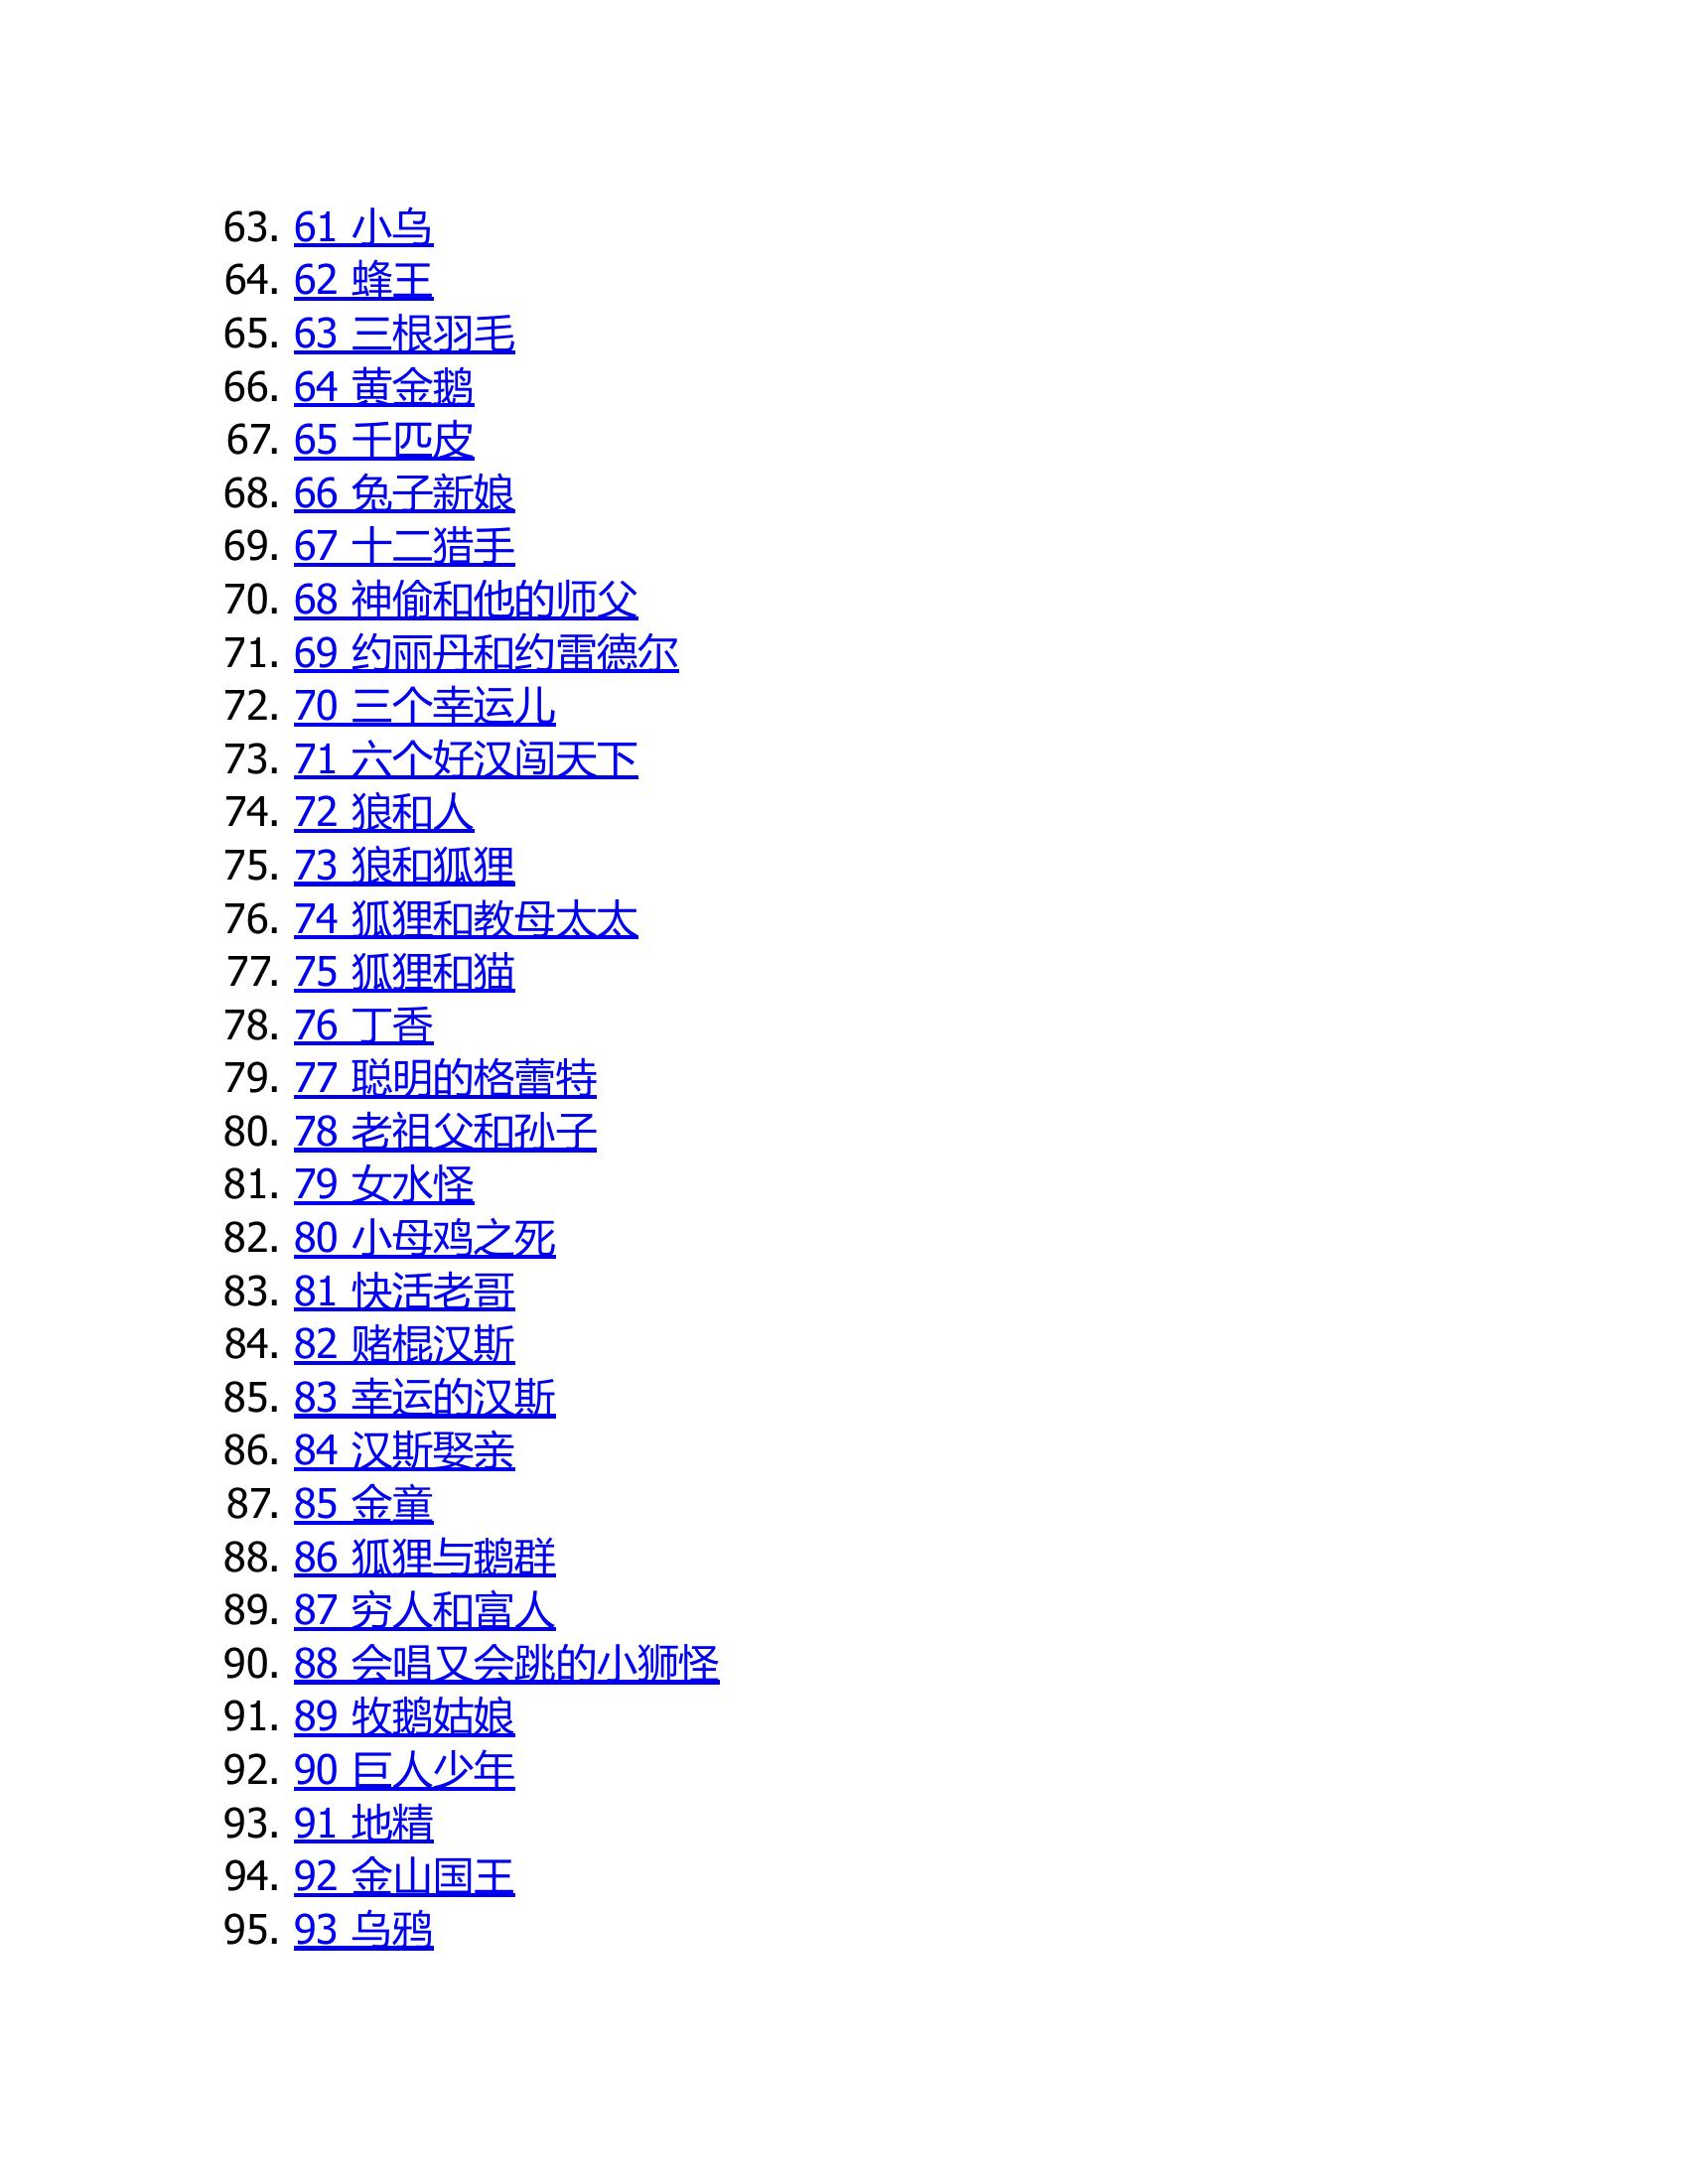 63. 61 小乌
64. 62 蜂王
65. 63 三根羽毛
66. 64 黄金鹅
67. 65 千匹皮
68. 66 兔子新娘
69. 67 十二猎手
70. 68 神偷和他的师父
71. 69 约丽丹和约雷德尔
72. 70 三个幸运儿
73. 71 六个好汉闯天下
74. 72 狼和人
75. 73 狼和狐狸
76. 74 狐狸和教母太太
77. 75 狐狸和猫
78. 76 丁香
79. 77 聪明的格蕾特
80. 78 老祖父和孙子
81. 79 女水怪
82. 80 小母鸡之死
83. 81 快活老哥
84. 82 赌棍汉斯
85. 83 幸运的汉斯
86. 84 汉斯娶亲
87. 85 金童
88. 86 狐狸与鹅群
89. 87 穷人和富人
90. 88 会唱又会跳的小狮怪
91. 89 牧鹅姑娘
92. 90 巨人少年
93. 91 地精
94. 92 金山国王
95. 93 乌鸦